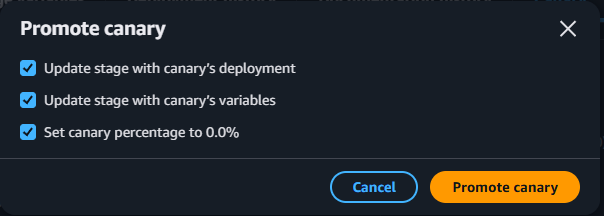 Promote canary
Update stage with canary's deployment
Update stage with canary's variables
Set canary percentage to 0.0%
Cancel
Promote canary